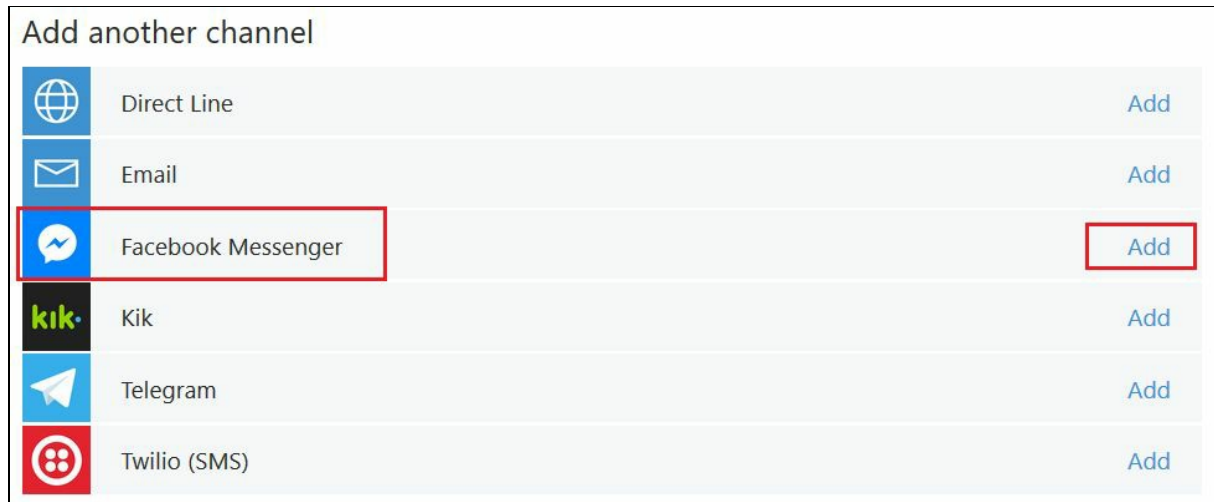 Add another channel
Direct Line Add
Email Add
Facebook Messenger Add
kik. Kik Add
Telegram Add
Twilio (SMS) Add